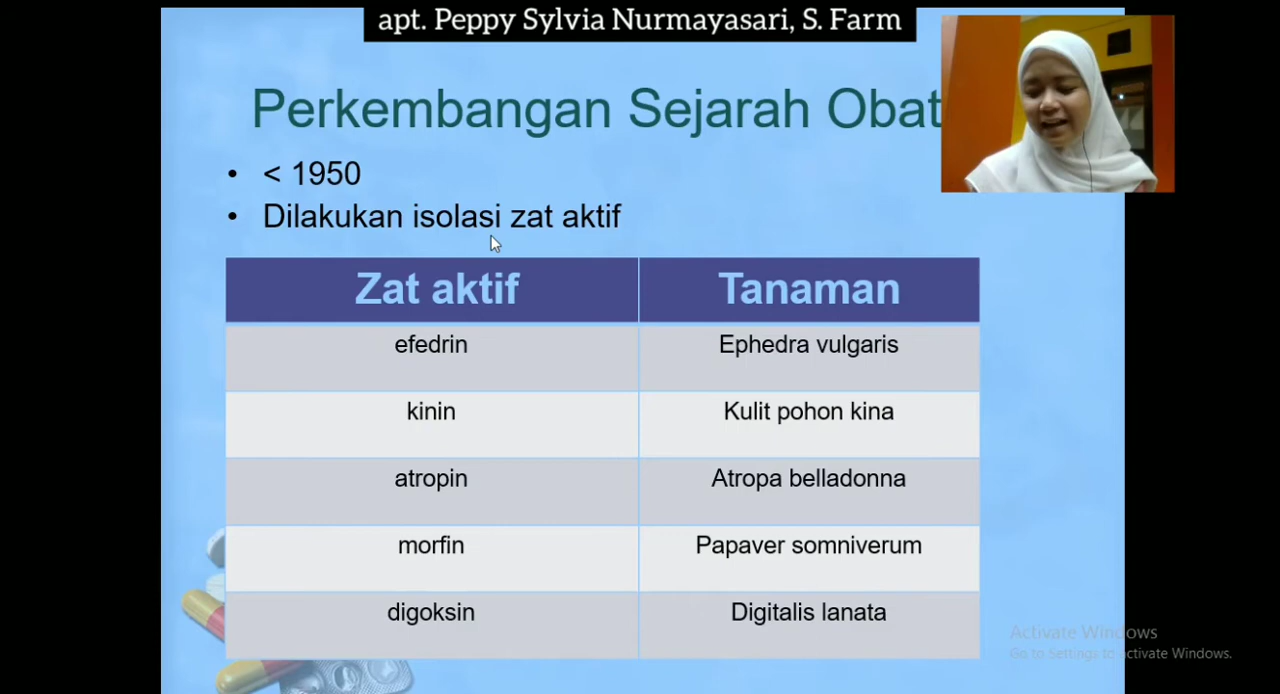 apt. Peppy Sylvia Nurmayasari, S. Farm
Perkembangan Sejarah Obat
• < 1950
• Dilakukan isolasi zat aktif
Zat aktif Tanaman
efedrin Ephedra vulgaris
kinin Kulit pohon kina
atropin Atropa belladonna
morfin Papaver somniverum
digoksin Digitalis lanata
Activate Windows
Go to Settings to activate Windows.